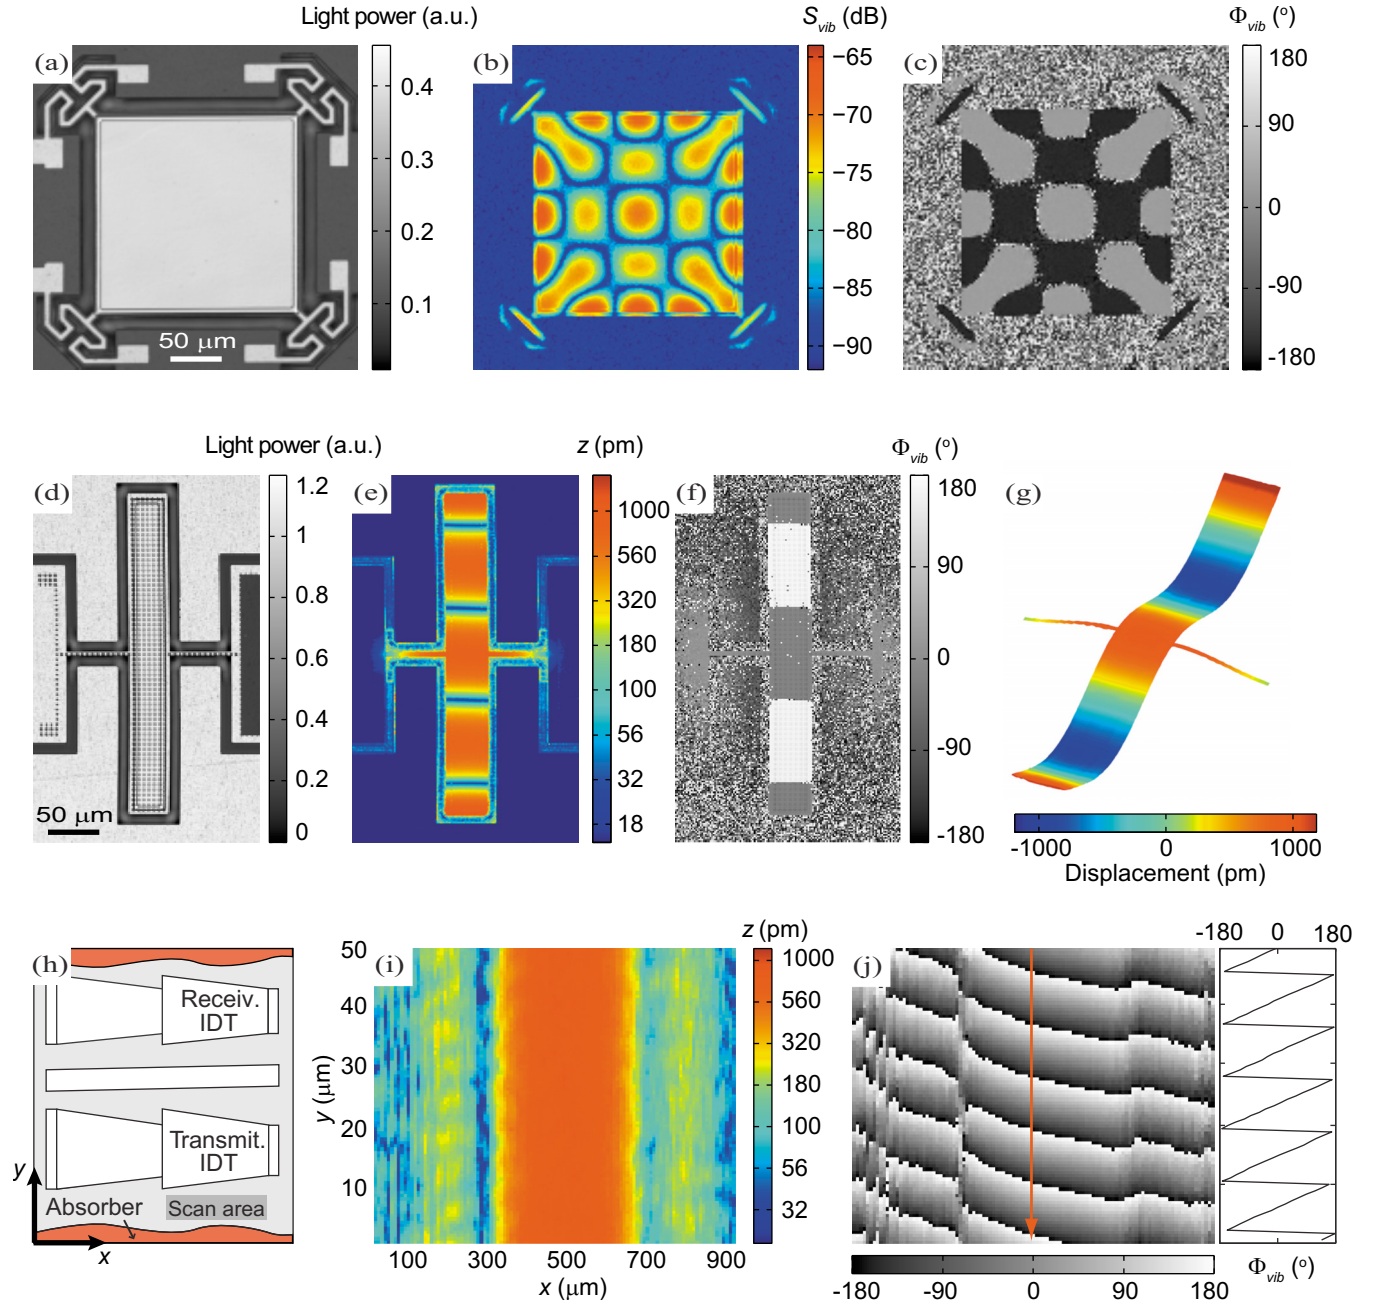 Light power (a.u.)
S_vib (dB)
Φ_vib (°)
(a)
0.4
0.3
0.2
0.1
50 μm
(b)
−65
−70
−75
−80
−85
−90
(c)
180
90
0
-90
-180
Light power (a.u.)
z (pm)
Φ_vib (°)
(d)
1.2
1
0.8
0.6
0.4
0.2
0
50 μm
(e)
1000
560
320
180
100
56
32
18
(f)
180
90
0
-90
-180
(g)
-1000 0 1000
Displacement (pm)
(h)
Receiv.
IDT
Transmit.
IDT
Absorber
Scan area
y
x
z (pm)
(i)
50
40
30
20
10
y (μm)
100 300 500 700 900
x (μm)
1000
560
320
180
100
56
32
(j)
-180 0 180
-180 -90 0 90 180
Φ_vib (°)